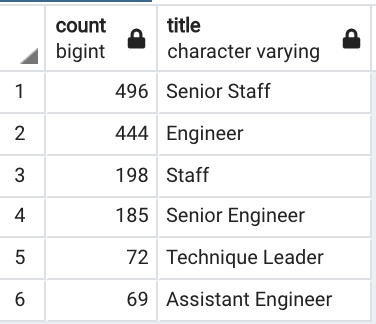 count title
bigint character varying
1 496 Senior Staff
2 444 Engineer
3 198 Staff
4 185 Senior Engineer
5 72 Technique Leader
6 69 Assistant Engineer